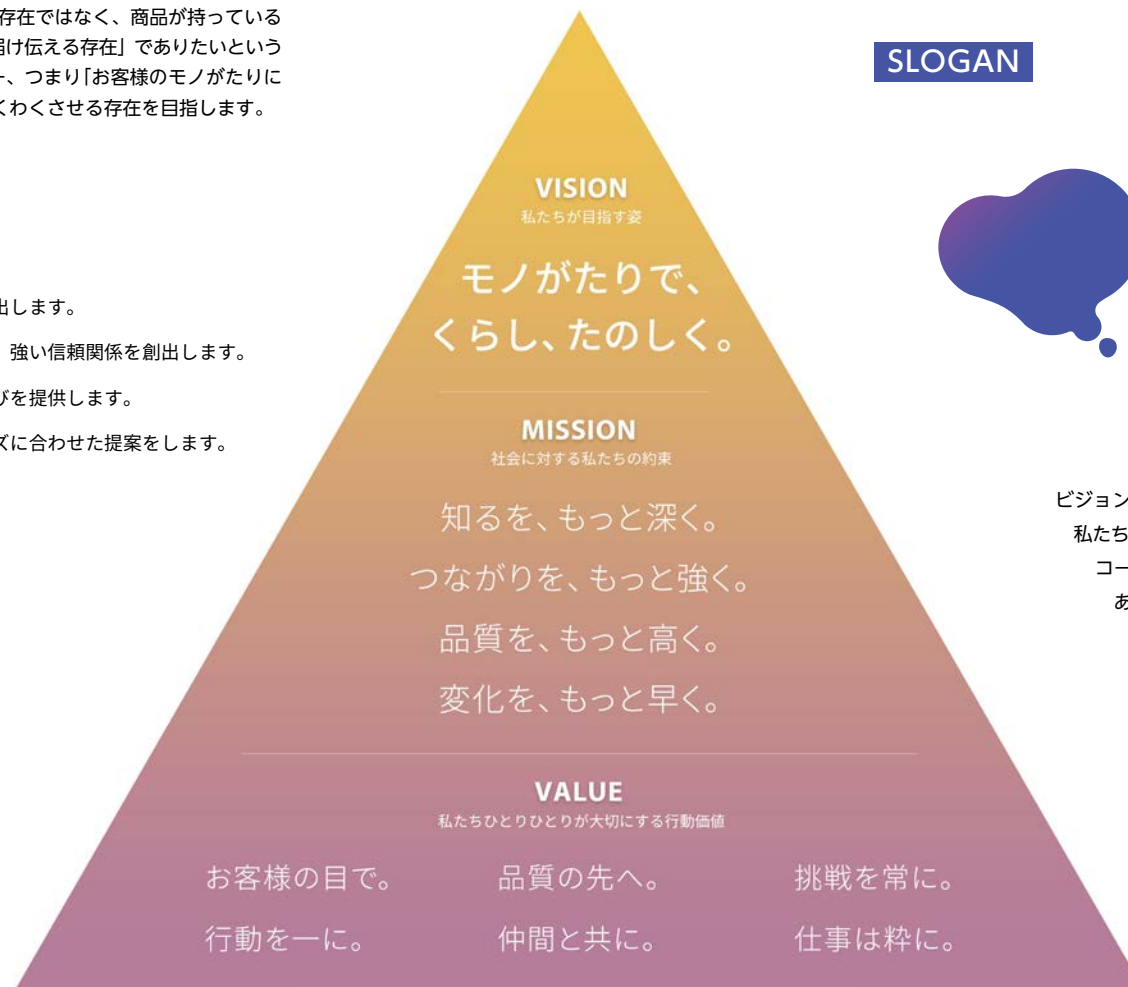 存在ではなく、商品が持っている
届け伝える存在」でありたいという
、つまり「お客様のモノがたりに
くわくさせる存在を目指します。
出します。
強い信頼関係を創出します。
びを提供します。
ズに合わせた提案をします。
VISION
私たちが目指す姿
モノがたりで、
くらし、たのしく。
MISSION
社会に対する私たちの約束
知るを、もっと深く。
つながりを、もっと強く。
品質を、もっと高く。
変化を、もっと早く。
VALUE
私たちひとりひとりが大切にする行動価値
お客様の目で。 品質の先へ。 挑戦を常に。
行動を一に。 仲間と共に。 仕事は粋に。
SLOGAN
ビジョン
私たち
コー
あ